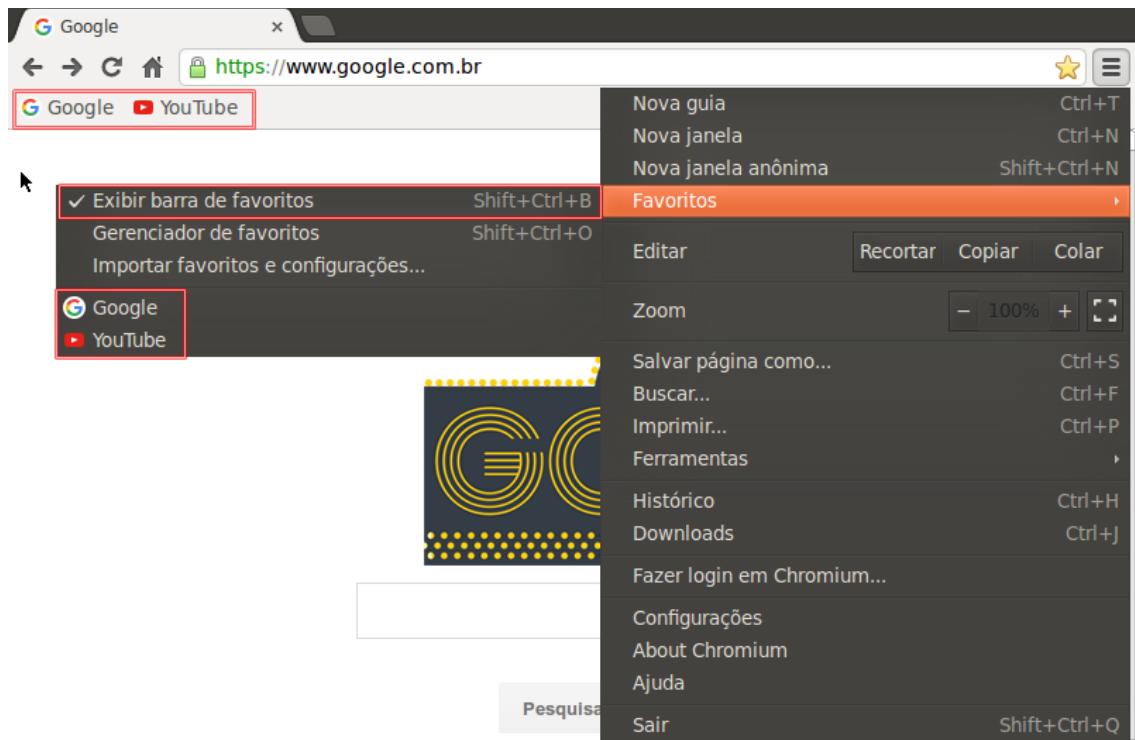 Google ×
https://www.google.com.br
Google YouTube
Nova guia Ctrl+T
Nova janela Ctrl+N
Nova janela anônima Shift+Ctrl+N
Favoritos
✓ Exibir barra de favoritos Shift+Ctrl+B
Gerenciador de favoritos Shift+Ctrl+O
Importar favoritos e configurações...
Google
YouTube
Editar Recortar Copiar Colar
Zoom − 100% +
Salvar página como... Ctrl+S
Buscar... Ctrl+F
Imprimir... Ctrl+P
Ferramentas
Histórico Ctrl+H
Downloads Ctrl+J
Fazer login em Chromium...
Configurações
About Chromium
Ajuda
Sair Shift+Ctrl+Q
GO
Pesquisa